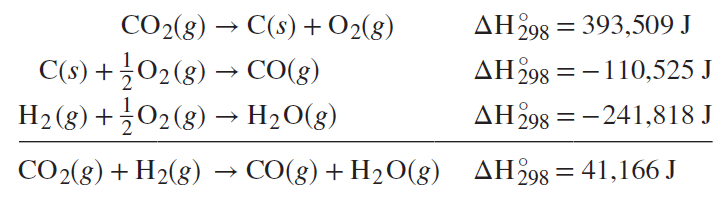 CO₂(g) → C(s) + O₂(g) ΔH°₂₉₈ = 393,509 J
C(s) + ½O₂(g) → CO(g) ΔH°₂₉₈ = −110,525 J
H₂(g) + ½O₂(g) → H₂O(g) ΔH°₂₉₈ = −241,818 J
CO₂(g) + H₂(g) → CO(g) + H₂O(g) ΔH°₂₉₈ = 41,166 J